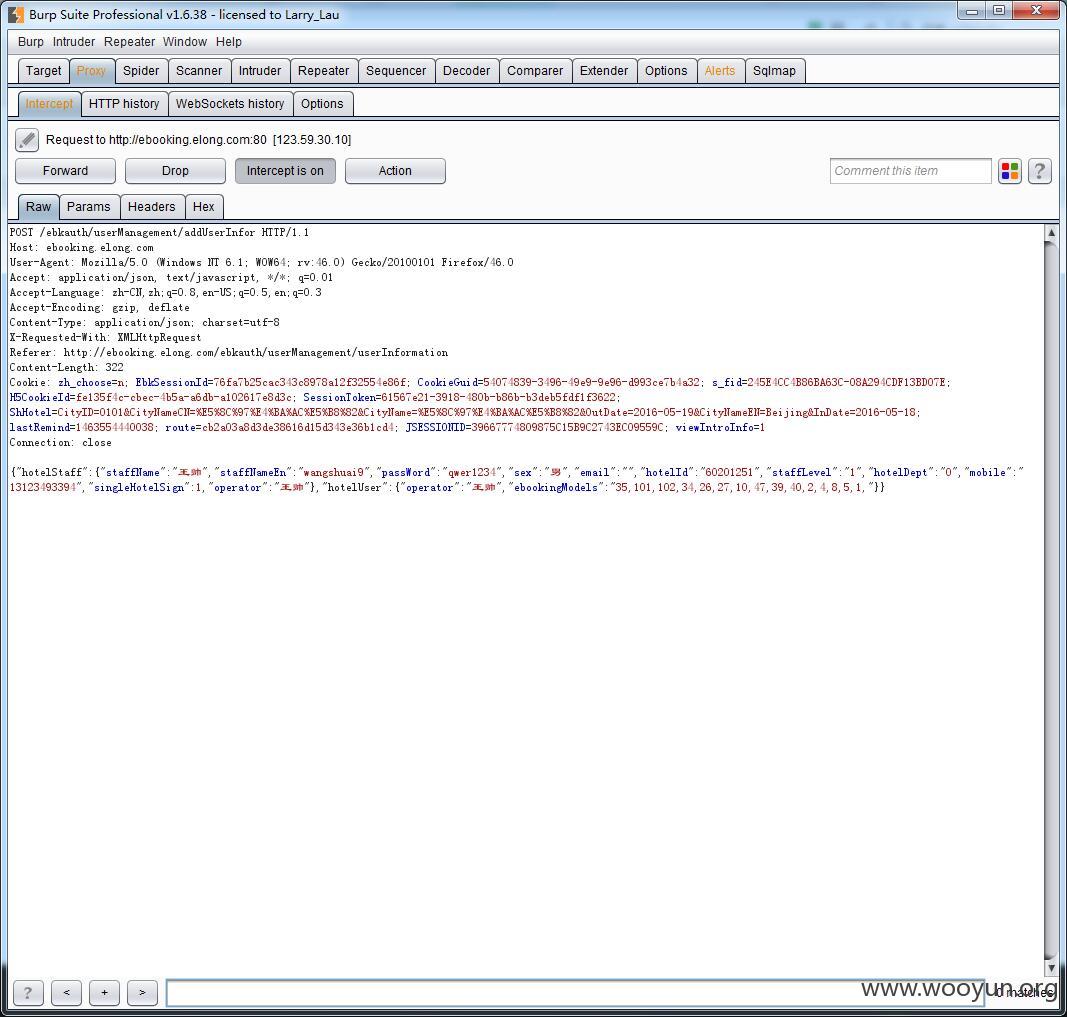 Burp Suite Professional v1.6.38 - licensed to Larry_Lau
Burp Intruder Repeater Window Help
Target Proxy Spider Scanner Intruder Repeater Sequencer Decoder Comparer Extender Options Alerts Sqlmap
Intercept HTTP history WebSockets history Options
Request to http://ebooking.elong.com:80 [123.59.30.10]
Forward Drop Intercept is on Action Comment this item ?
Raw Params Headers Hex
POST /ebkauth/userManagement/addUserInfor HTTP/1.1
Host: ebooking.elong.com
User-Agent: Mozilla/5.0 (Windows NT 6.1; WOW64; rv:46.0) Gecko/20100101 Firefox/46.0
Accept: application/json, text/javascript, */*; q=0.01
Accept-Language: zh-CN,zh;q=0.8,en-US;q=0.5,en;q=0.3
Accept-Encoding: gzip, deflate
Content-Type: application/json; charset=utf-8
X-Requested-With: XMLHttpRequest
Referer: http://ebooking.elong.com/ebkauth/userManagement/userInformation
Content-Length: 322
Cookie: zh_choose=n; EbkSessionId=76fa7b25cac343c8978a12f32554e86f; CookieGuid=54074839-3496-49e9-9e96-d993ce7b4a32; s_fid=245E4CC4B86BA63C-08A294CDF13BD07E;
H5CookieId=fe135f4c-cbec-4b5a-a6db-a102617e8d3c; SessionToken=61567e21-3918-480b-b86b-b3deb5fdf1f3622;
ShHotel=CityID=0101&CityNameCN=%E5%8C%97%E4%BA%AC%E5%B8%82&CityName=%E5%8C%97%E4%BA%AC%E5%B8%82&OutDate=2016-05-19&CityNameEN=Beijing&InDate=2016-05-18;
lastRemind=1463554440038; route=cb2a03a8d3de38616d15d343e36b1cd4; JSESSIONID=39667774809875C15B9C2743EC09559C; viewIntroInfo=1
Connection: close
{"hotelStaff":{"staffName":"王帅","staffNameEn":"wangshuai9","passWord":"qwer1234","sex":"男","email":"","hotelId":"60201251","staffLevel":"1","hotelDept":"0","mobile":"
13123493394","singleHotelSign":1,"operator":"王帅"},"hotelUser":{"operator":"王帅","ebookingModels":"35,101,102,34,26,27,10,47,39,40,2,4,8,5,1,"}}
? < + > 0 matches
www.wooyun.org